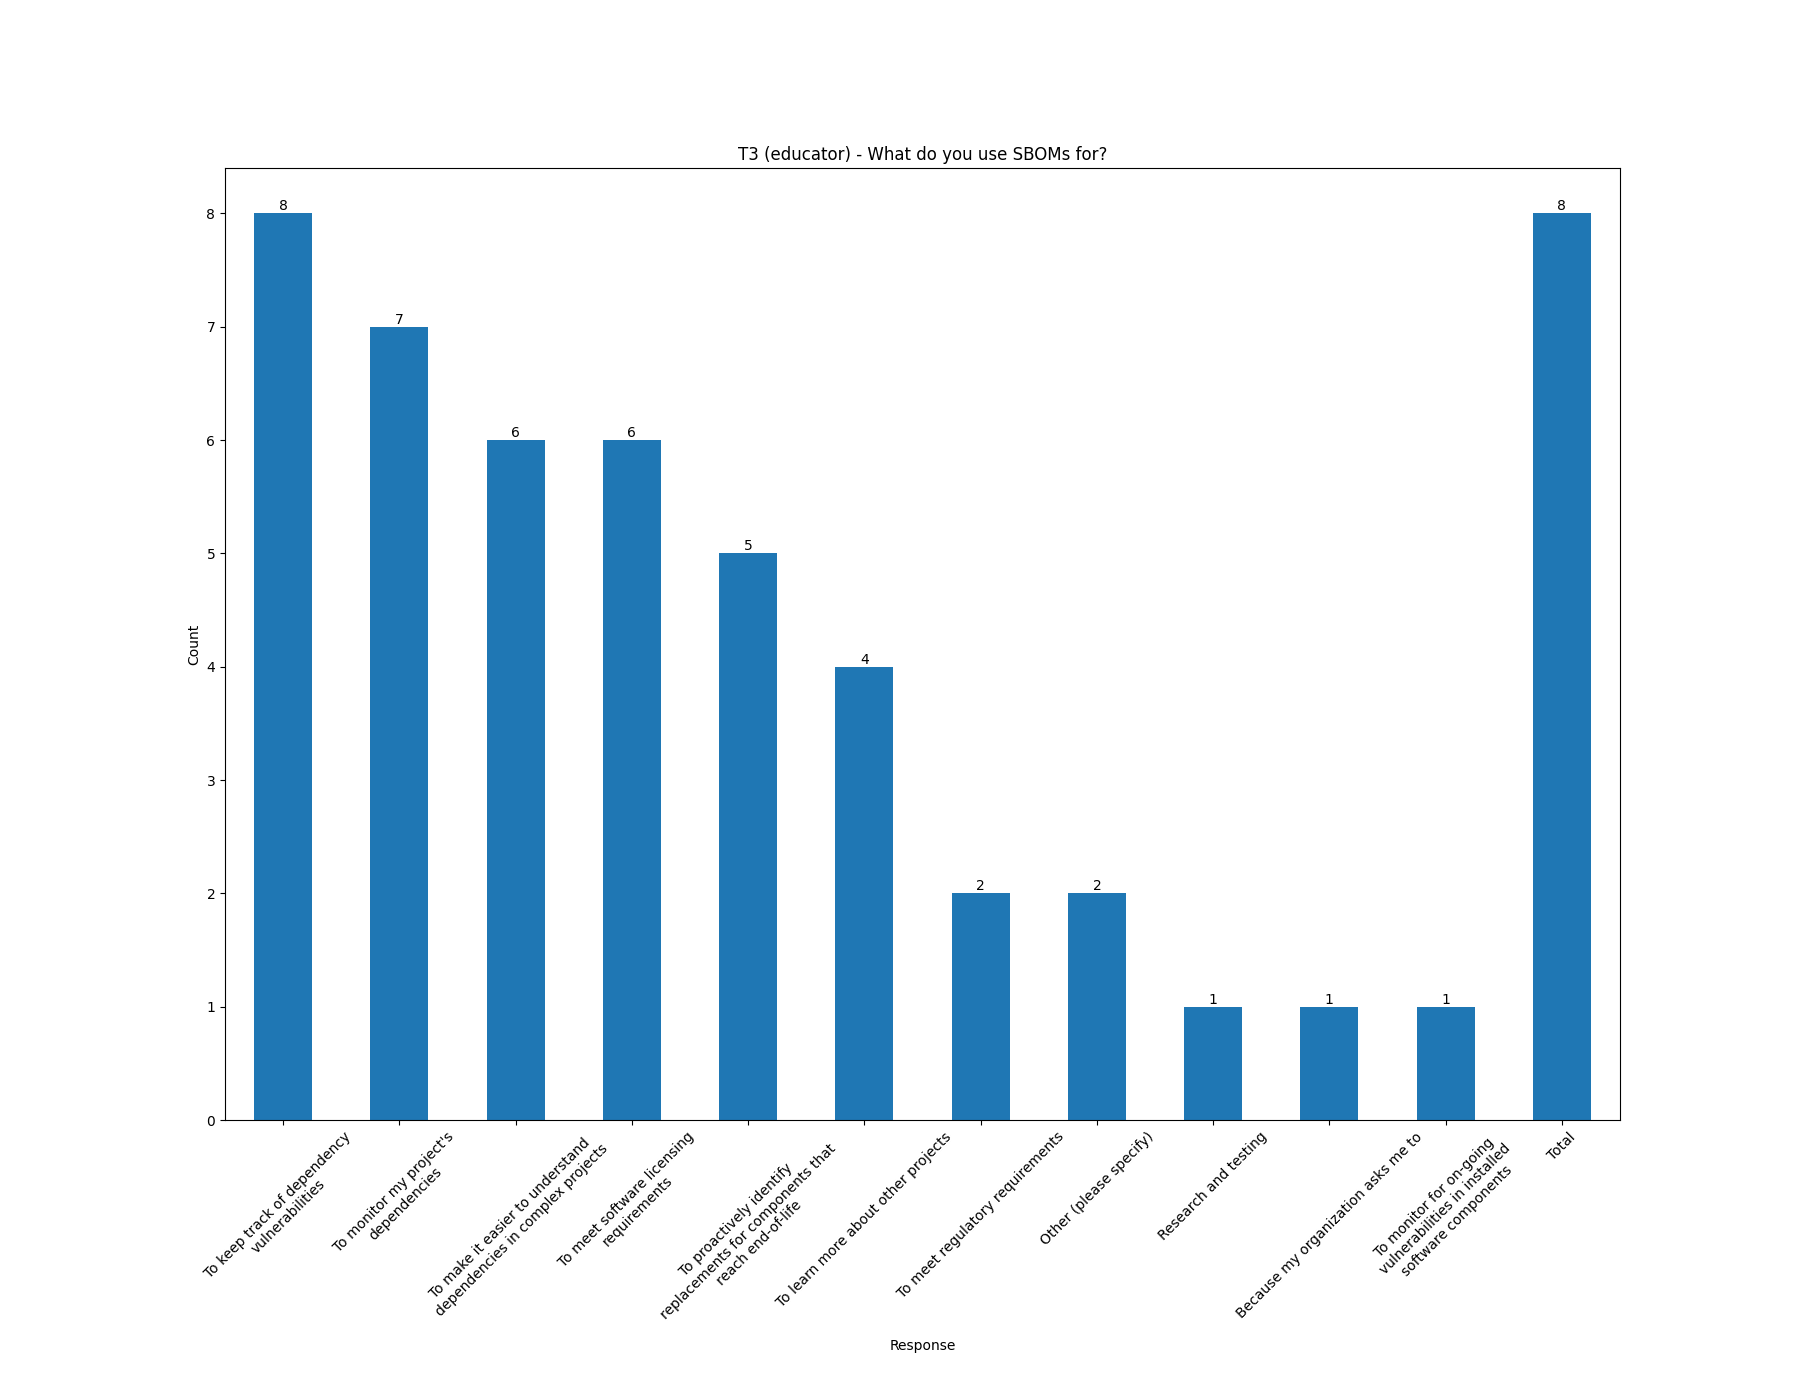 T3 (educator) - What do you use SBOMs for?
Count
8
7
6
5
4
3
2
1
0
8
7
6
6
5
4
2
2
1
1
1
8
To keep track of dependency
vulnerabilities
To monitor my project's
dependencies
To make it easier to understand
dependencies in complex projects
To meet software licensing
requirements
To proactively identify
replacements for components that
reach end-of-life
To learn more about other projects
To meet regulatory requirements
Other (please specify)
Research and testing
Because my organization asks me to
To monitor for on-going
vulnerabilities in installed
software components
Total
Response